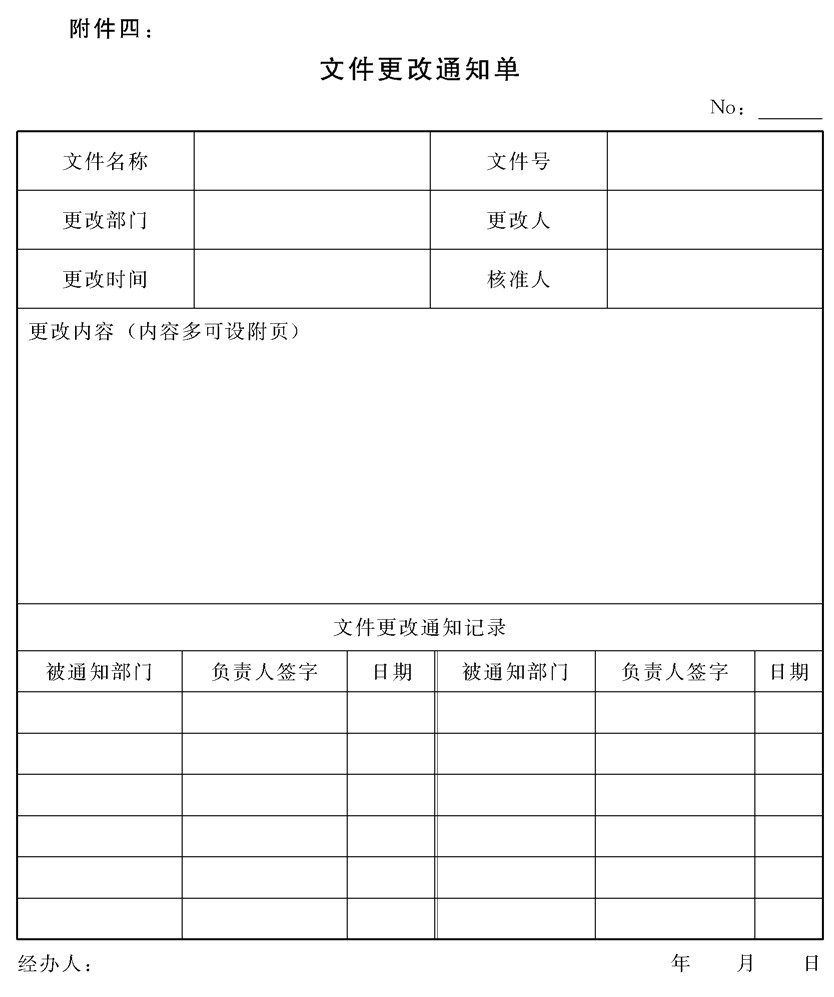 附件四：
文件更改通知单
No：
文件名称 文件号
更改部门 更改人
更改时间 核准人
更改内容（内容多可设附页）
文件更改通知记录
被通知部门 负责人签字 日期 被通知部门 负责人签字 日期
经办人： 年 月 日